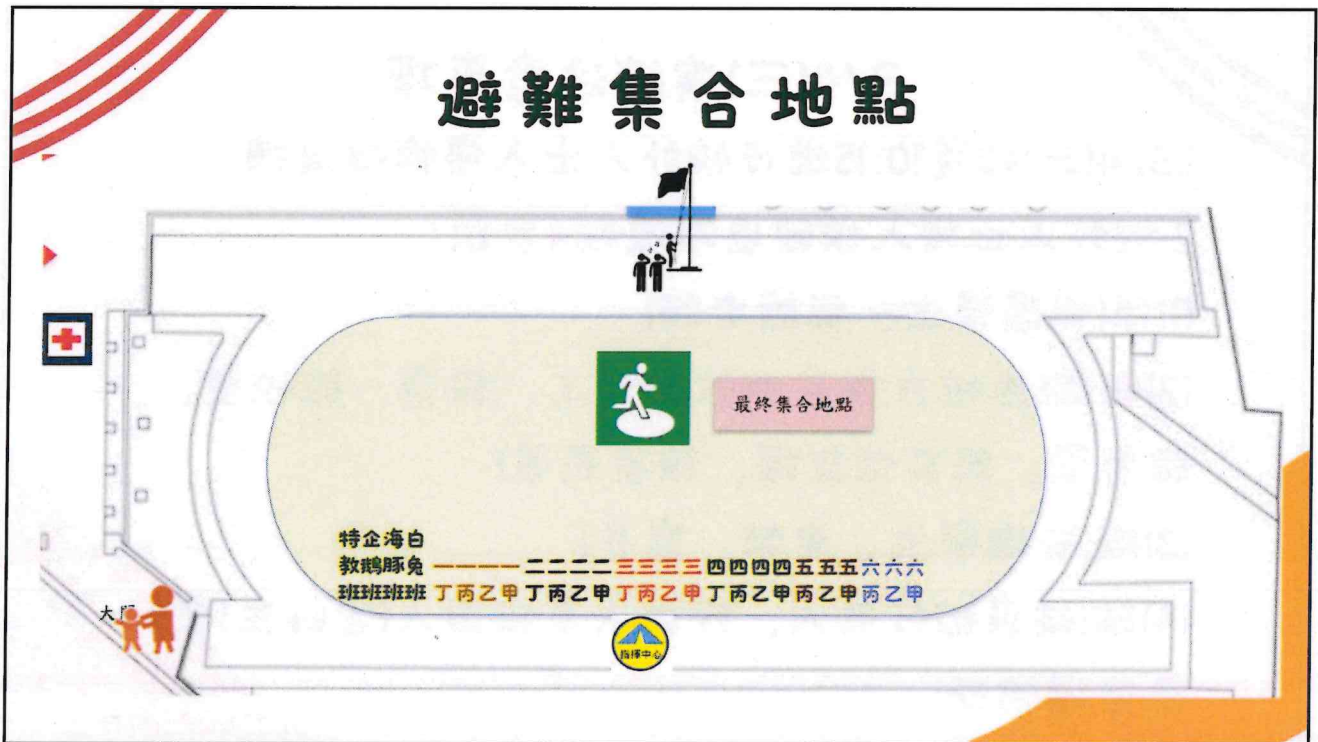 避難集合地點
最終集合地點
特企海白
教鵝豚兔一一一一二二二二三三三三四四四四五五五六六六
班班班班丁丙乙甲丁丙乙甲丁丙乙甲丁丙乙甲丙乙甲丙乙甲
指揮中心